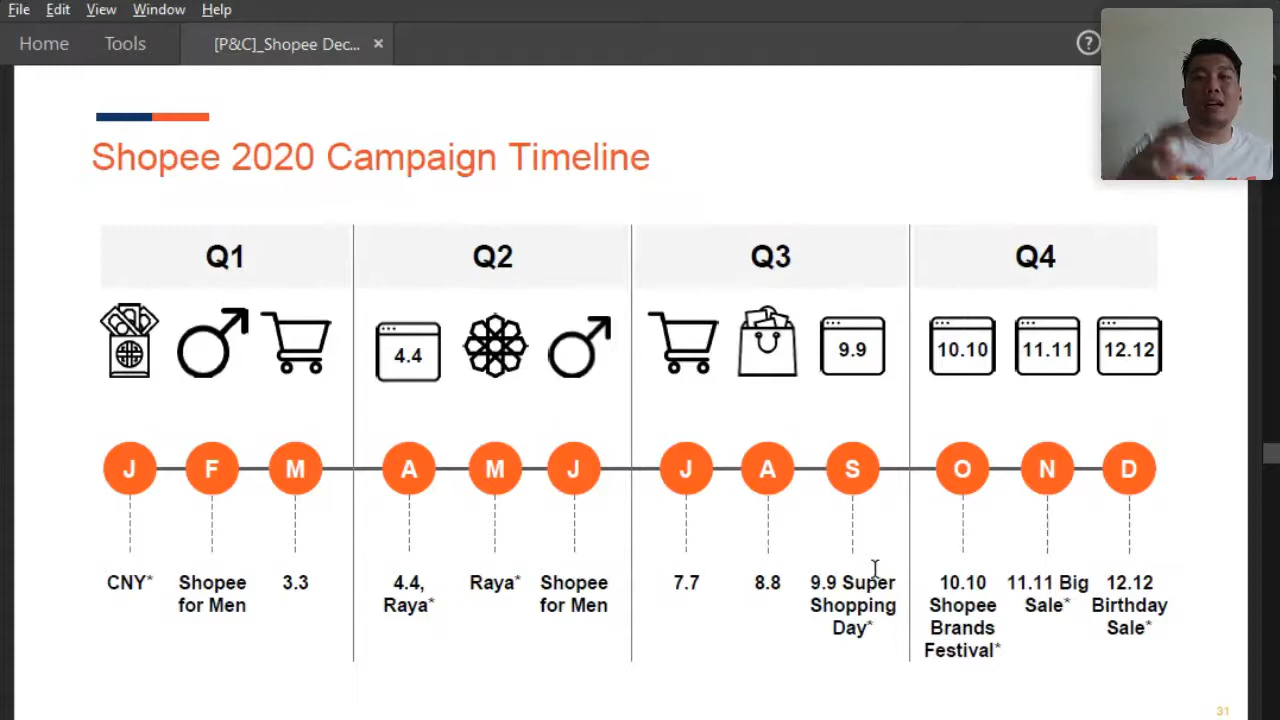 File Edit View Window Help
Home Tools [P&C]_Shopee Dec... × ?
Shopee 2020 Campaign Timeline
Q1 Q2 Q3 Q4
4.4 9.9 10.10 11.11 12.12
J F M A M J J A S O N D
CNY* Shopee 3.3 4.4, Raya* Shopee 7.7 8.8 9.9 Super 10.10 11.11 Big 12.12
for Men Raya* for Men Shopping Shopee Sale* Birthday
Day* Brands Sale*
Festival*
31